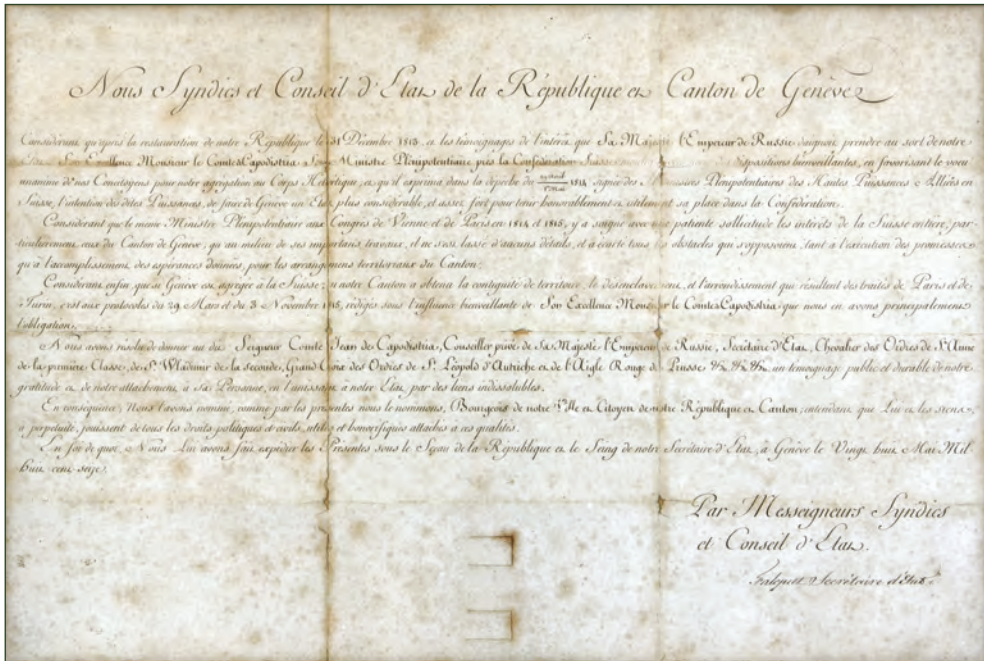 Nous Syndics et Conseil d'Etat de la République et Canton de Genève
Considérant qu'après la restauration de notre République le 31 Décembre 1813, et les témoignages de l'intérêt que Sa Majesté l'Empereur de Russie daignoit prendre au sort de notre
Etat, Son Excellence Monsieur le Comte Capodistria, Ministre Plénipotentiaire près la Confédération Suisse dispositions bienveillantes, en favorisant le voeu
unanime de nos Concitoyens pour notre agrégation au Corps Helvétique, et qu'il exprima dans la dépêche du 1814 signée des Ministres Plénipotentiaires des Hautes Puissances Alliées en
Suisse, l'intention des dites Puissances, de faire de Genève un Etat plus considérable, et assez fort pour tenir honorablement et utilement sa place dans la Confédération.
Considérant que le même Ministre Plénipotentiaire aux Congrès de Vienne et de Paris en 1814 et 1815, y a soigné avec une patiente sollicitude les intérêts de la Suisse entière, par-
ticulièrement ceux du Canton de Genève, qu'au milieu de ses importans travaux, il ne s'est lassé d'aucuns détails, et a écarté tous les obstacles qui s'opposoient, tant à l'exécution des promesses
qu'à l'accomplissement des espérances données, pour les arrangemens territoriaux du Canton;
Considérant enfin que si Genève est agrégée à la Suisse, si notre Canton a obtenu la contiguité de territoire, le désenclavement, et l'arrondissement qui résultent des traités de Paris et de
Turin, c'est aux protocoles du 29 Mars et du 3 Novembre 1815, rédigés sous l'influence bienveillante de Son Excellence Monsieur le Comte Capodistria que nous en avons principalement
l'obligation.
Nous avons résolu de donner au dit Seigneur Comte Jean de Capodistria, Conseiller privé de Sa Majesté l'Empereur de Russie, Secrétaire d'Etat, Chevalier des Ordres de Ste Anne
de la première Classe, de St Wladimir de la seconde, Grand Croix des Ordres de St. Léopold d'Autriche et de l'Aigle Rouge de Prusse &c. &c. &c. un témoignage public et durable de notre
gratitude et de notre attachement à Sa Personne, en l'unissant à notre Etat par des liens indissolubles.
En conséquence, Nous l'avons nommé, comme par les présentes nous le nommons, Bourgeois de notre Ville et Citoyen de notre République et Canton, entendant que Lui et les siens,
à perpétuité, jouissent de tous les droits politiques et civils, utiles et honorifiques attachés à ces qualités.
En foi de quoi, Nous Lui avons fait expédier les Présentes sous le Sceau de la République et le Seing de notre Secrétaire d'Etat, à Genève le Vingt huit Mai Mil
huit cent seize.
Par Messeigneurs Syndics
et Conseil d'Etat.
Secrétaire d'Etat.